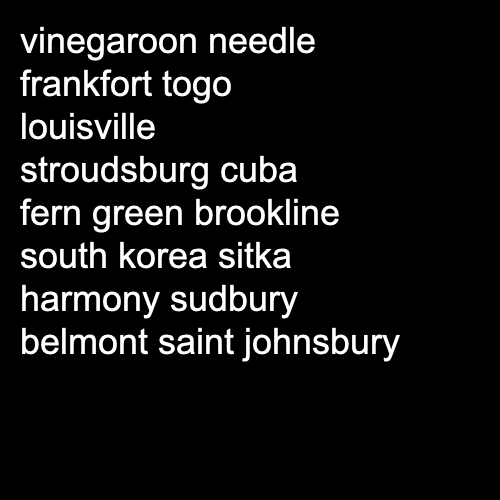 vinegaroon needle
frankfort togo
louisville
stroudsburg cuba
fern green brookline
south korea sitka
harmony sudbury
belmont saint johnsbury